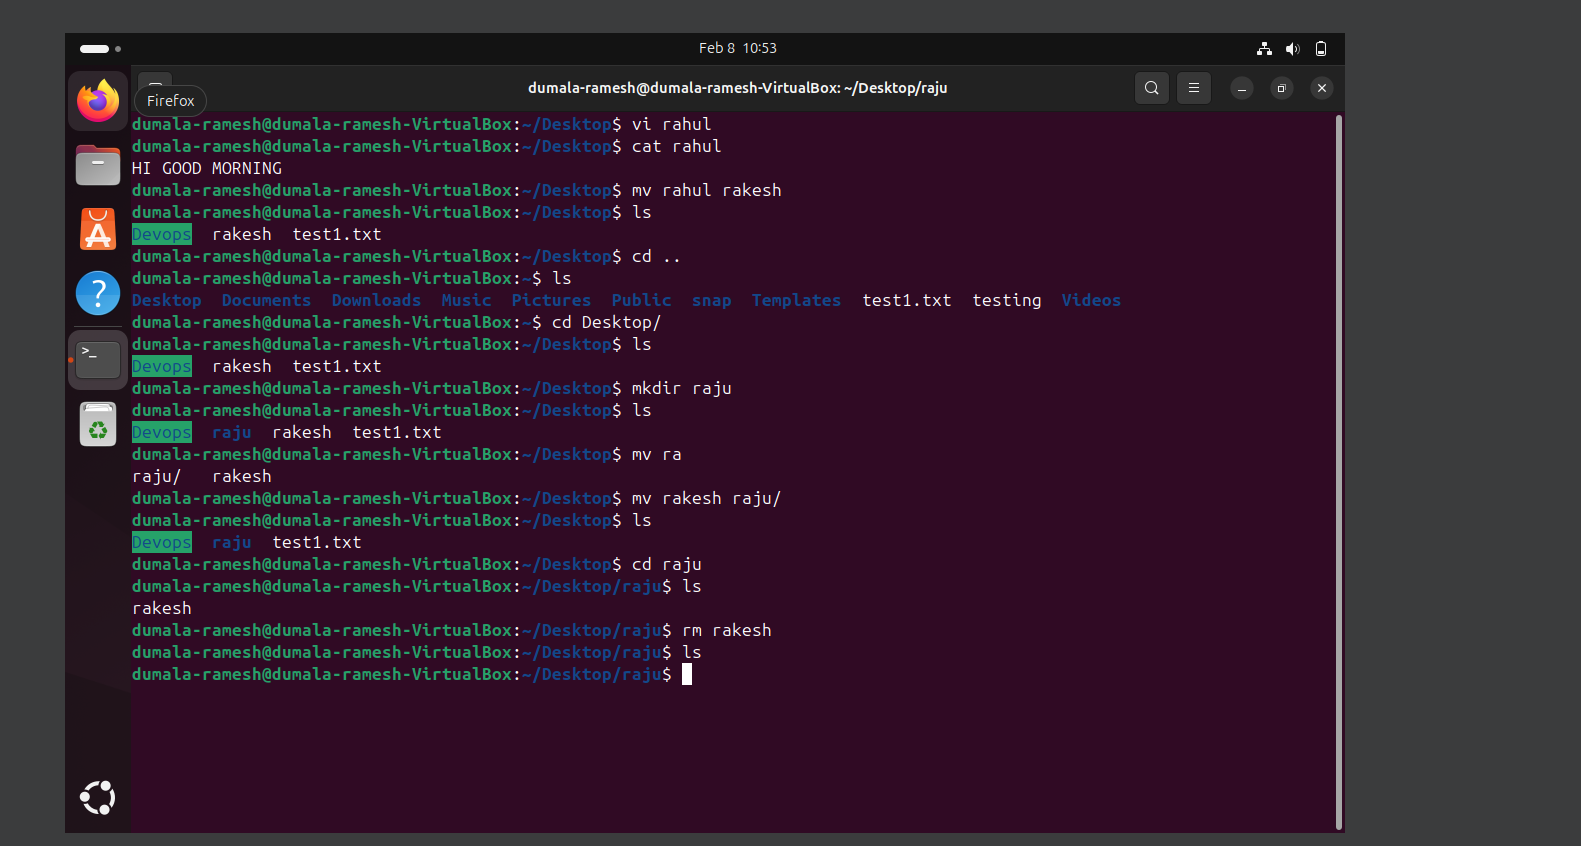 Feb 8 10:53
dumala-ramesh@dumala-ramesh-VirtualBox: ~/Desktop/raju
Firefox
dumala-ramesh@dumala-ramesh-VirtualBox:~/Desktop$ vi rahul
dumala-ramesh@dumala-ramesh-VirtualBox:~/Desktop$ cat rahul
HI GOOD MORNING
dumala-ramesh@dumala-ramesh-VirtualBox:~/Desktop$ mv rahul rakesh
dumala-ramesh@dumala-ramesh-VirtualBox:~/Desktop$ ls
Devops  rakesh  test1.txt
dumala-ramesh@dumala-ramesh-VirtualBox:~/Desktop$ cd ..
dumala-ramesh@dumala-ramesh-VirtualBox:~$ ls
Desktop  Documents  Downloads  Music  Pictures  Public  snap  Templates  test1.txt  testing  Videos
dumala-ramesh@dumala-ramesh-VirtualBox:~$ cd Desktop/
dumala-ramesh@dumala-ramesh-VirtualBox:~/Desktop$ ls
Devops  rakesh  test1.txt
dumala-ramesh@dumala-ramesh-VirtualBox:~/Desktop$ mkdir raju
dumala-ramesh@dumala-ramesh-VirtualBox:~/Desktop$ ls
Devops  raju  rakesh  test1.txt
dumala-ramesh@dumala-ramesh-VirtualBox:~/Desktop$ mv ra
raju/   rakesh
dumala-ramesh@dumala-ramesh-VirtualBox:~/Desktop$ mv rakesh raju/
dumala-ramesh@dumala-ramesh-VirtualBox:~/Desktop$ ls
Devops  raju  test1.txt
dumala-ramesh@dumala-ramesh-VirtualBox:~/Desktop$ cd raju
dumala-ramesh@dumala-ramesh-VirtualBox:~/Desktop/raju$ ls
rakesh
dumala-ramesh@dumala-ramesh-VirtualBox:~/Desktop/raju$ rm rakesh
dumala-ramesh@dumala-ramesh-VirtualBox:~/Desktop/raju$ ls
dumala-ramesh@dumala-ramesh-VirtualBox:~/Desktop/raju$